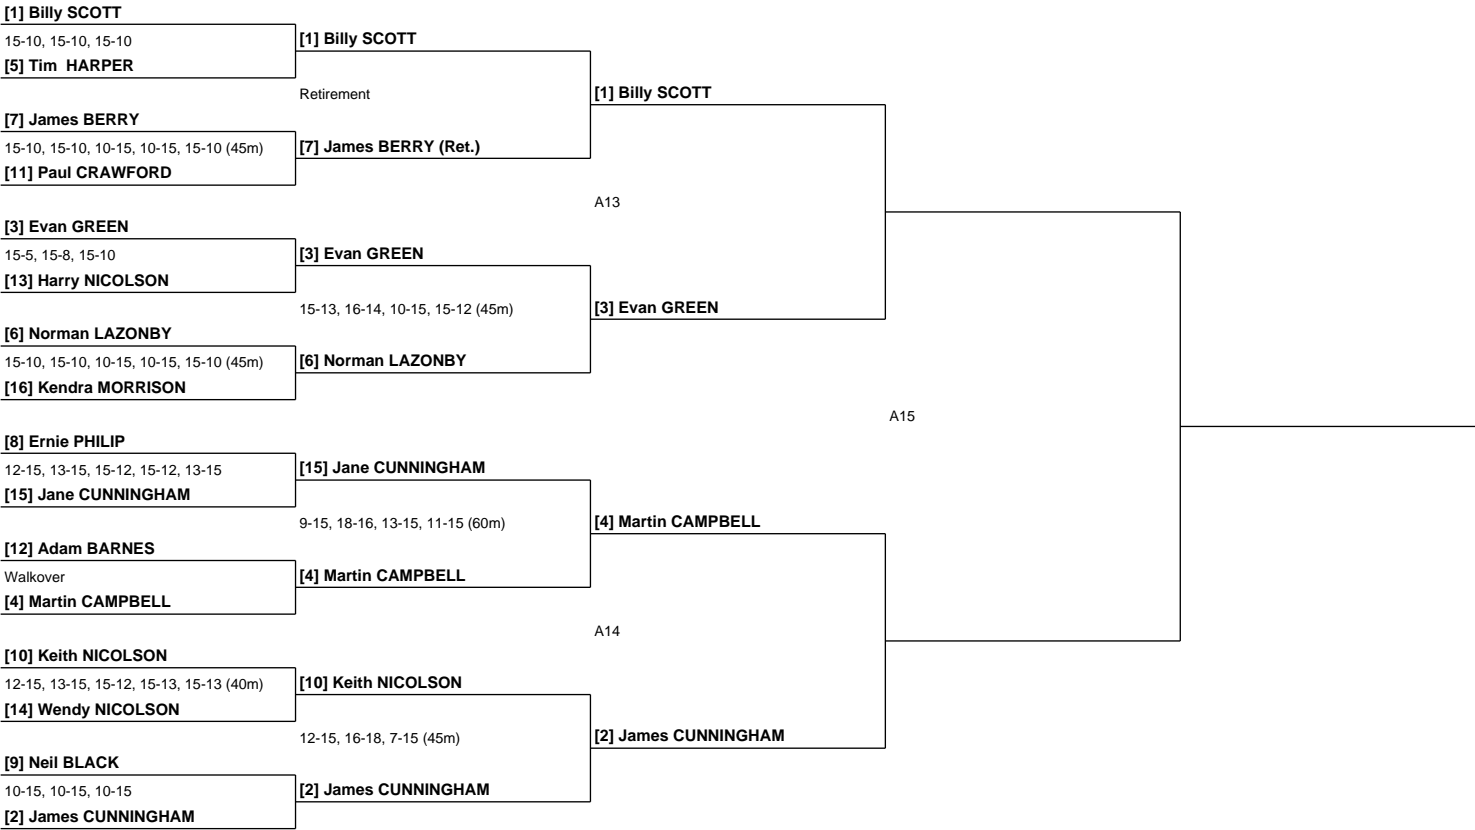 [1] Billy SCOTT
15-10, 15-10, 15-10
[5] Tim  HARPER
[7] James BERRY
15-10, 15-10, 10-15, 10-15, 15-10 (45m)
[11] Paul CRAWFORD
[3] Evan GREEN
15-5, 15-8, 15-10
[13] Harry NICOLSON
[6] Norman LAZONBY
15-10, 15-10, 10-15, 10-15, 15-10 (45m)
[16] Kendra MORRISON
[8] Ernie PHILIP
12-15, 13-15, 15-12, 15-12, 13-15
[15] Jane CUNNINGHAM
[12] Adam BARNES
Walkover
[4] Martin CAMPBELL
[10] Keith NICOLSON
12-15, 13-15, 15-12, 15-13, 15-13 (40m)
[14] Wendy NICOLSON
[9] Neil BLACK
10-15, 10-15, 10-15
[2] James CUNNINGHAM
[1] Billy SCOTT
Retirement
[7] James BERRY (Ret.)
[3] Evan GREEN
15-13, 16-14, 10-15, 15-12 (45m)
[6] Norman LAZONBY
[15] Jane CUNNINGHAM
9-15, 18-16, 13-15, 11-15 (60m)
[4] Martin CAMPBELL
[10] Keith NICOLSON
12-15, 16-18, 7-15 (45m)
[2] James CUNNINGHAM
[1] Billy SCOTT
A13
[3] Evan GREEN
[4] Martin CAMPBELL
A14
[2] James CUNNINGHAM
A15